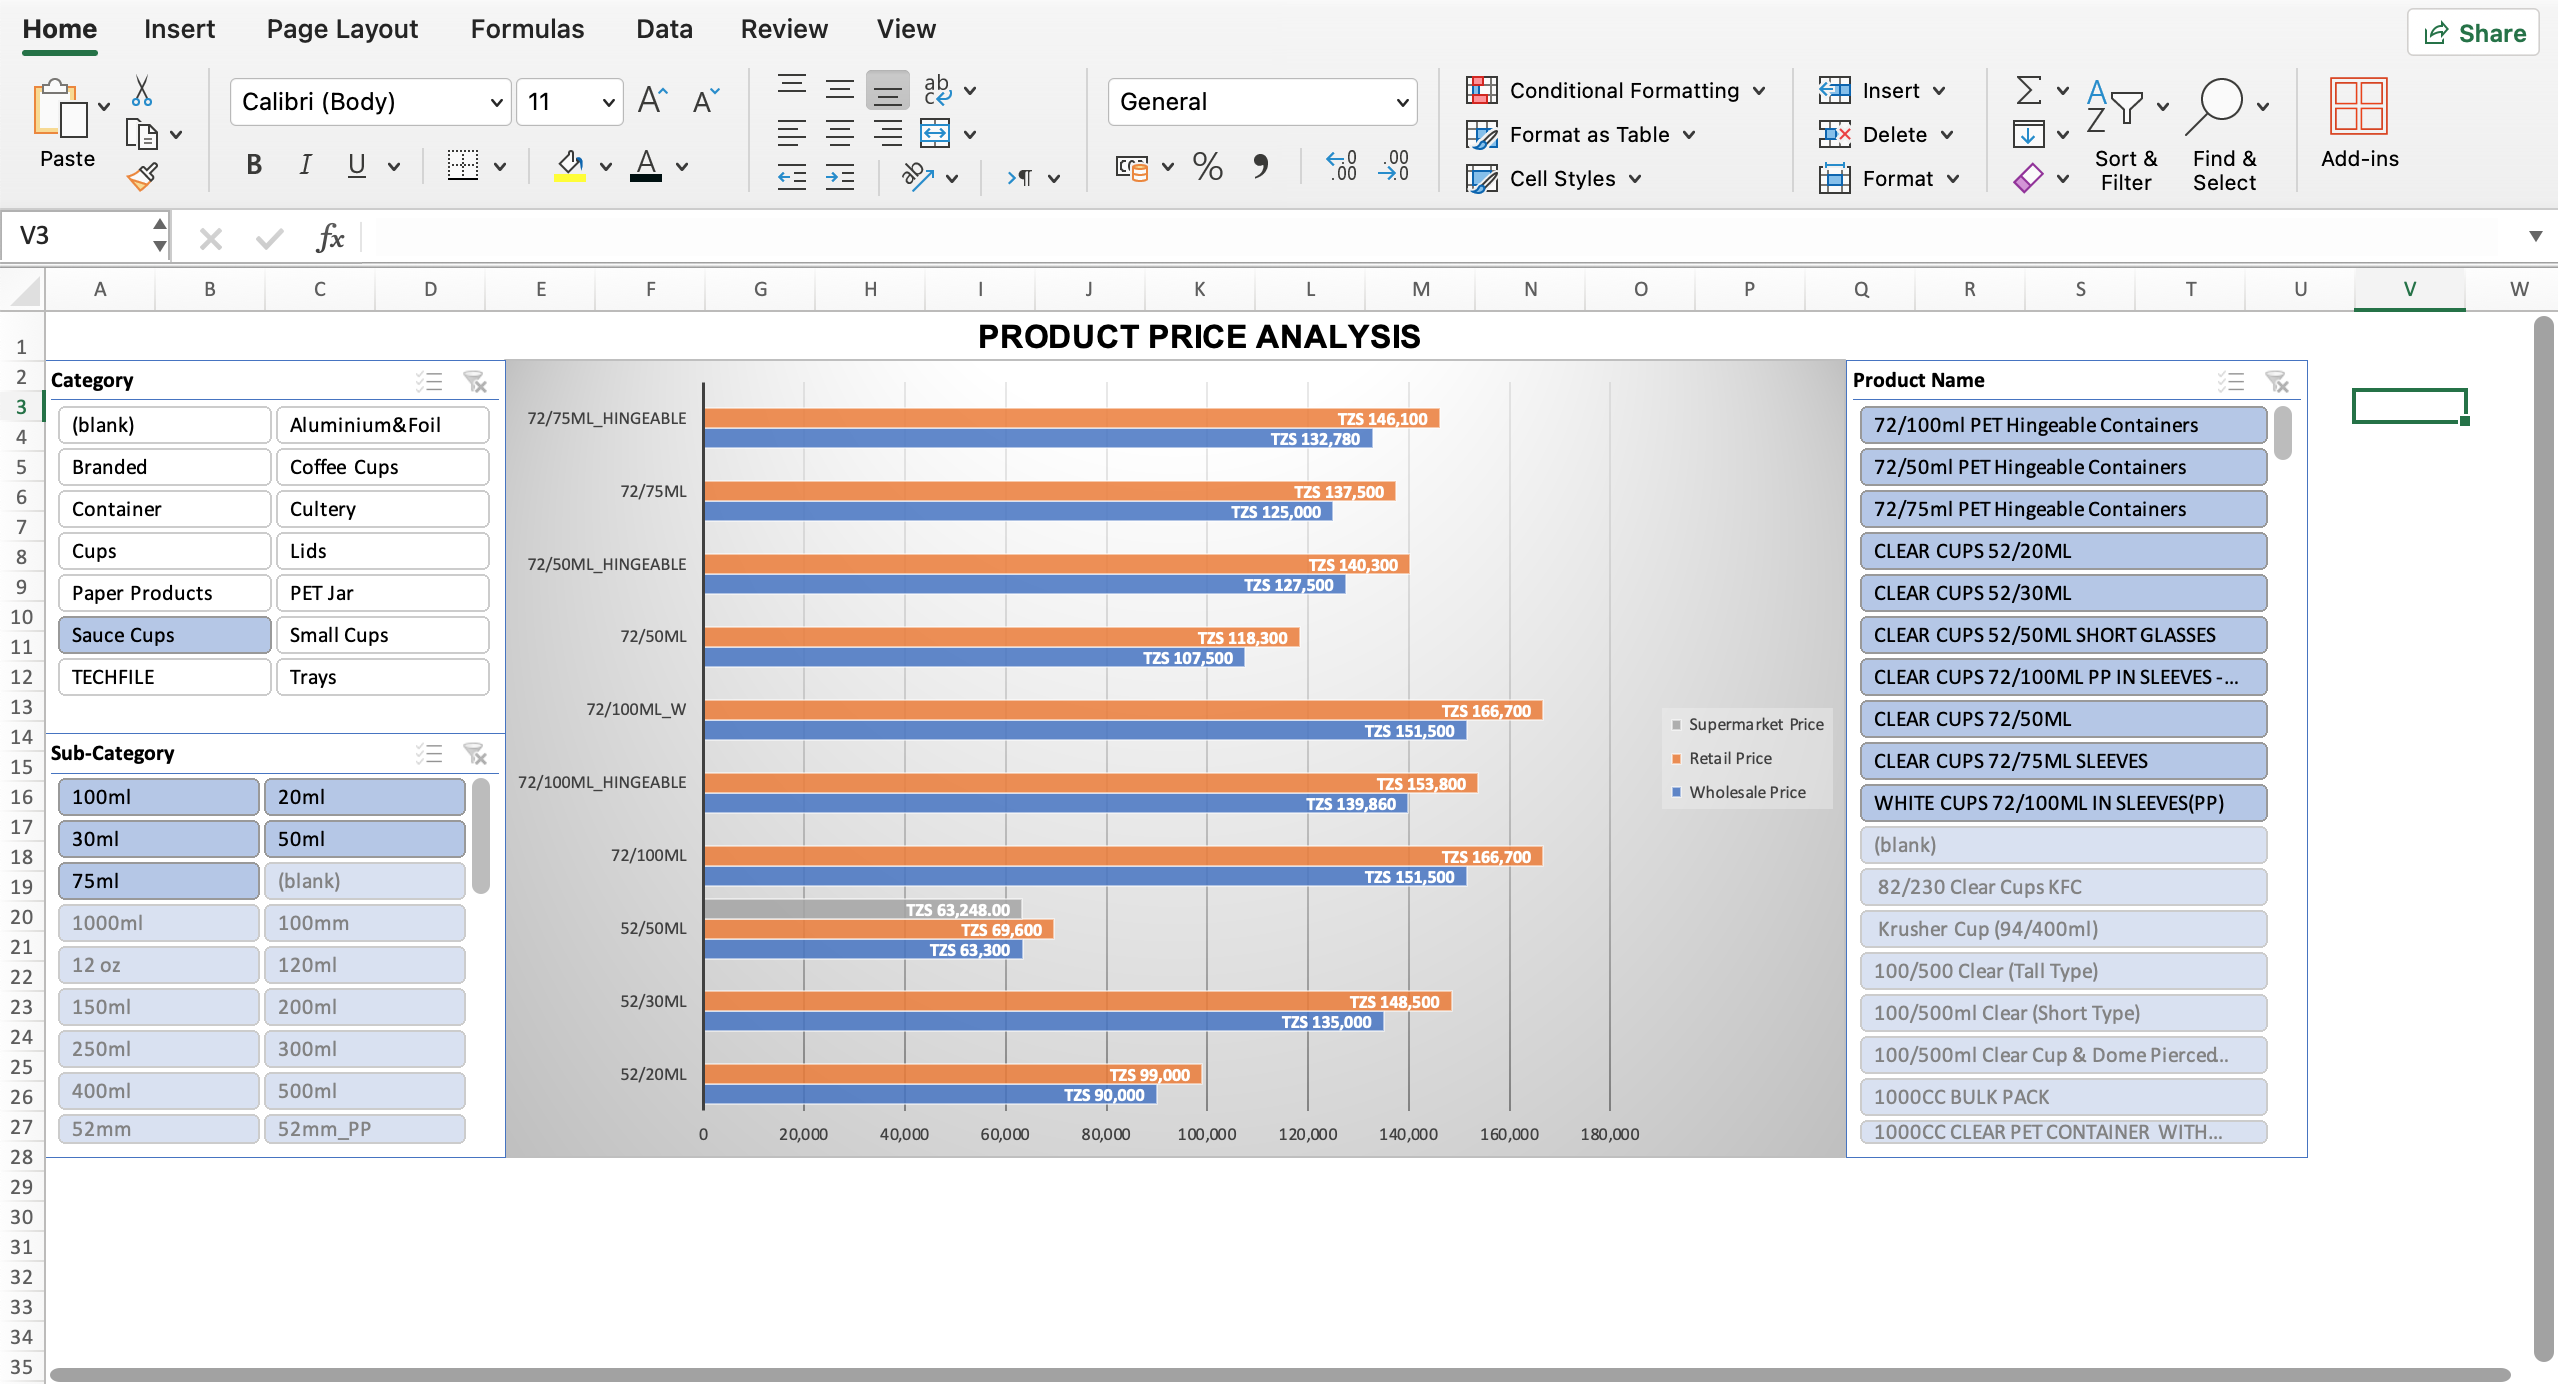 Home Insert Page Layout Formulas Data Review View Share
Paste
Calibri (Body) 11
B I U A
ab
General
% 
Conditional Formatting
Format as Table
Cell Styles
Insert
Delete
Format
Sort &
Filter
Find &
Select
Add-ins
V3 fx
A B C D E F G H I J K L M N O P Q R S T U V W
1
2
3
4
5
6
7
8
9
10
11
12
13
14
15
16
17
18
19
20
21
22
23
24
25
26
27
28
29
30
31
32
33
34
35
PRODUCT PRICE ANALYSIS
Category
(blank) Aluminium&Foil
Branded Coffee Cups
Container Cultery
Cups Lids
Paper Products PET Jar
Sauce Cups Small Cups
TECHFILE Trays
Sub-Category
100ml 20ml
30ml 50ml
75ml (blank)
1000ml 100mm
12 oz 120ml
150ml 200ml
250ml 300ml
400ml 500ml
52mm 52mm_PP
72/75ML_HINGEABLE
TZS 146,100
TZS 132,780
72/75ML
TZS 137,500
TZS 125,000
72/50ML_HINGEABLE
TZS 140,300
TZS 127,500
72/50ML
TZS 118,300
TZS 107,500
72/100ML_W
TZS 166,700
TZS 151,500
72/100ML_HINGEABLE
TZS 153,800
TZS 139,860
72/100ML
TZS 166,700
TZS 151,500
52/50ML
TZS 63,248.00
TZS 69,600
TZS 63,300
52/30ML
TZS 148,500
TZS 135,000
52/20ML
TZS 99,000
TZS 90,000
0 20,000 40,000 60,000 80,000 100,000 120,000 140,000 160,000 180,000
Supermarket Price
Retail Price
Wholesale Price
Product Name
72/100ml PET Hingeable Containers
72/50ml PET Hingeable Containers
72/75ml PET Hingeable Containers
CLEAR CUPS 52/20ML
CLEAR CUPS 52/30ML
CLEAR CUPS 52/50ML SHORT GLASSES
CLEAR CUPS 72/100ML PP IN SLEEVES -...
CLEAR CUPS 72/50ML
CLEAR CUPS 72/75ML SLEEVES
WHITE CUPS 72/100ML IN SLEEVES(PP)
(blank)
82/230 Clear Cups KFC
Krusher Cup (94/400ml)
100/500 Clear (Tall Type)
100/500ml Clear (Short Type)
100/500ml Clear Cup & Dome Pierced...
1000CC BULK PACK
1000CC CLEAR PET CONTAINER WITH...